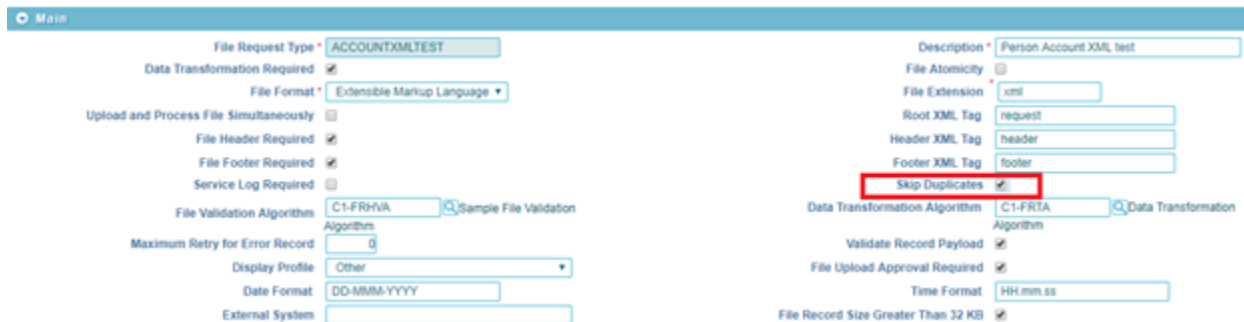 Main
File Request Type * ACCOUNTXMLTEST Description * Person Account XML test
Data Transformation Required File Atomicity
File Format * Extensible Markup Language File Extension * xml
Upload and Process File Simultaneously Root XML Tag request
File Header Required Header XML Tag header
File Footer Required Footer XML Tag footer
Service Log Required Skip Duplicates
File Validation Algorithm C1-FRHVA Sample File Validation Data Transformation Algorithm C1-FRTA Data Transformation
Algorithm Algorithm
Maximum Retry for Error Record 0 Validate Record Payload
Display Profile Other File Upload Approval Required
Date Format DD-MMM-YYYY Time Format HH.mm.ss
External System File Record Size Greater Than 32 KB